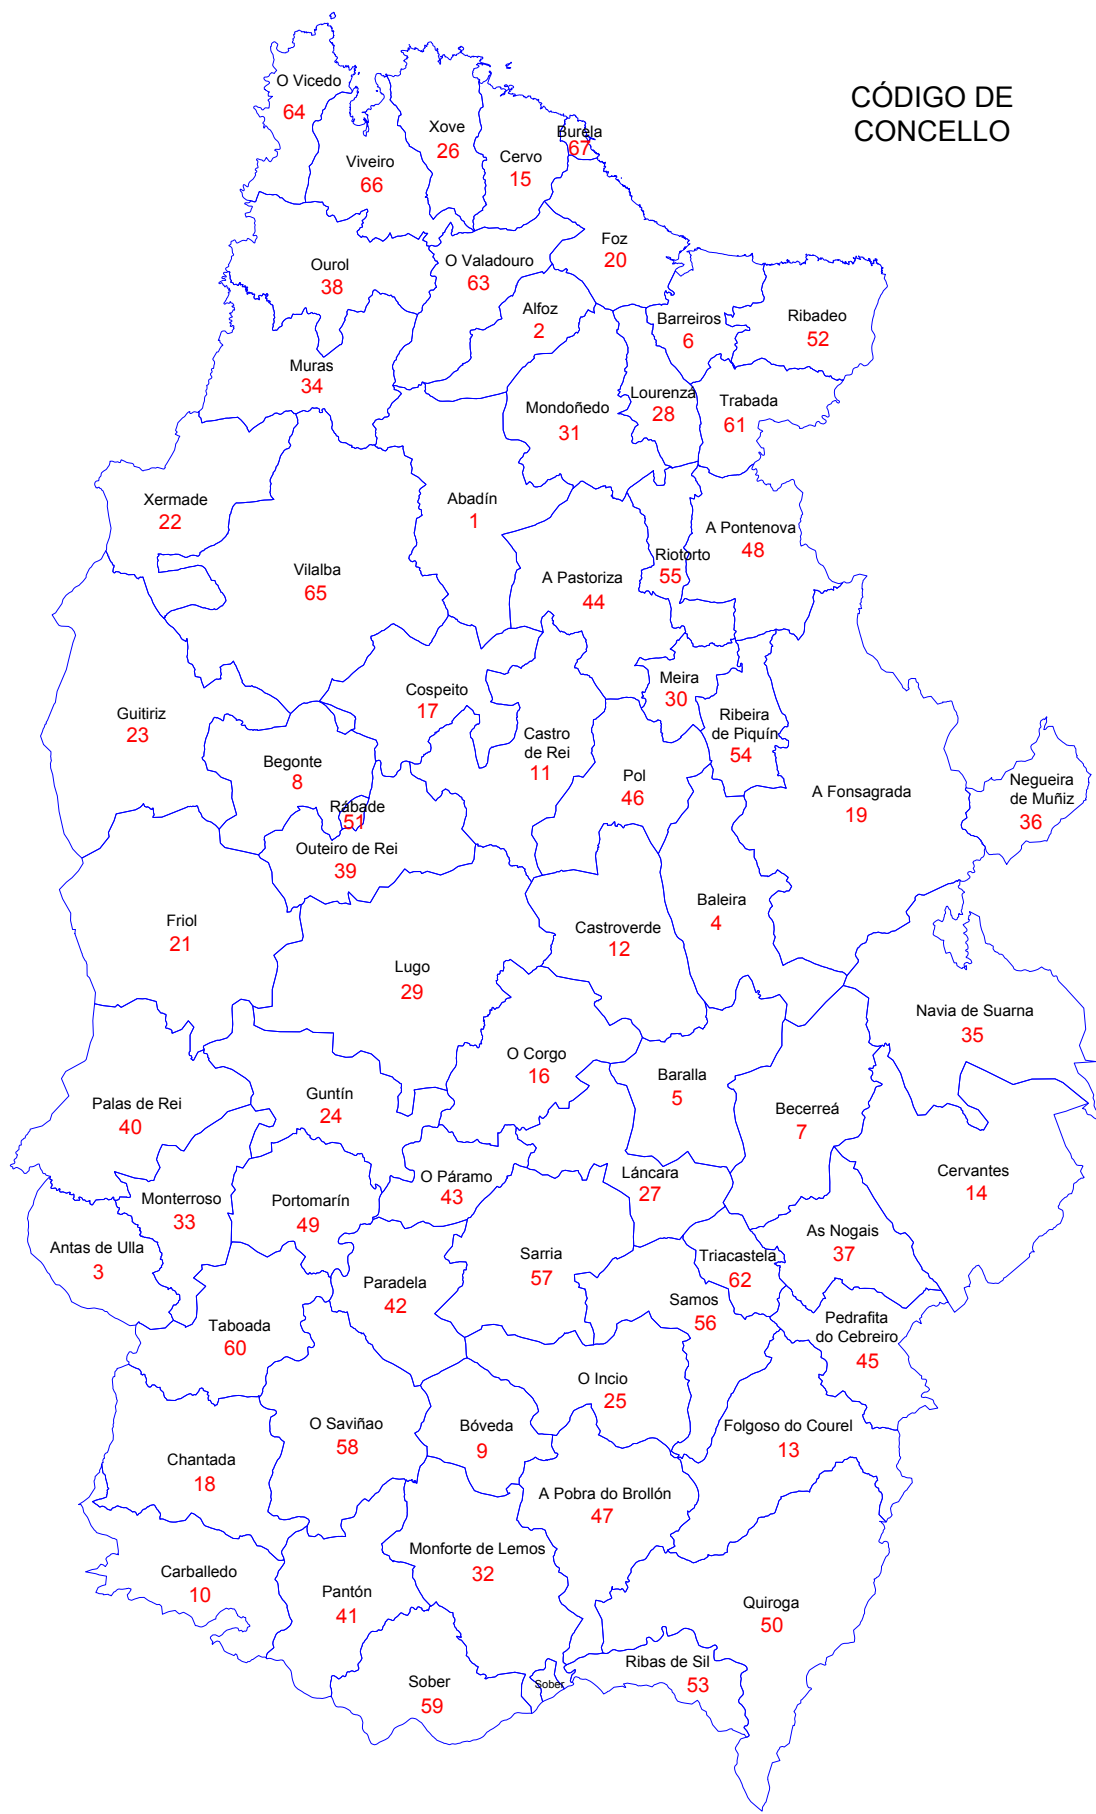 CÓDIGO DE
CONCELLO
O Vicedo
64
Viveiro
66
Xove
26
Cervo
15
Burela
67
Foz
20
Ourol
38
O Valadouro
63
Alfoz
2
Barreiros
6
Ribadeo
52
Muras
34
Mondoñedo
31
Lourenzá
28
Trabada
61
Xermade
22
Abadín
1
A Pontenova
48
Vilalba
65
A Pastoriza
44
Riotorto
55
Guitiriz
23
Cospeito
17
Castro
de Rei
11
Meira
30
Ribeira
de Piquín
54
Begonte
8
Rábade
51
Outeiro de Rei
39
Pol
46
A Fonsagrada
19
Negueira
de Muñiz
36
Friol
21
Lugo
29
Castroverde
12
Baleira
4
Navia de Suarna
35
O Corgo
16
Baralla
5
Becerreá
7
Palas de Rei
40
Guntín
24
O Páramo
43
Láncara
27
Cervantes
14
Monterroso
33
Portomarín
49
Antas de Ulla
3
Sarria
57
Triacastela
62
As Nogais
37
Paradela
42
Samos
56
Taboada
60
Pedrafita
do Cebreiro
45
O Incio
25
O Saviñao
58
Bóveda
9
Folgoso do Courel
13
Chantada
18
A Pobra do Brollón
47
Monforte de Lemos
32
Carballedo
10
Pantón
41
Quiroga
50
Sober
59
Sober
Ribas de Sil
53